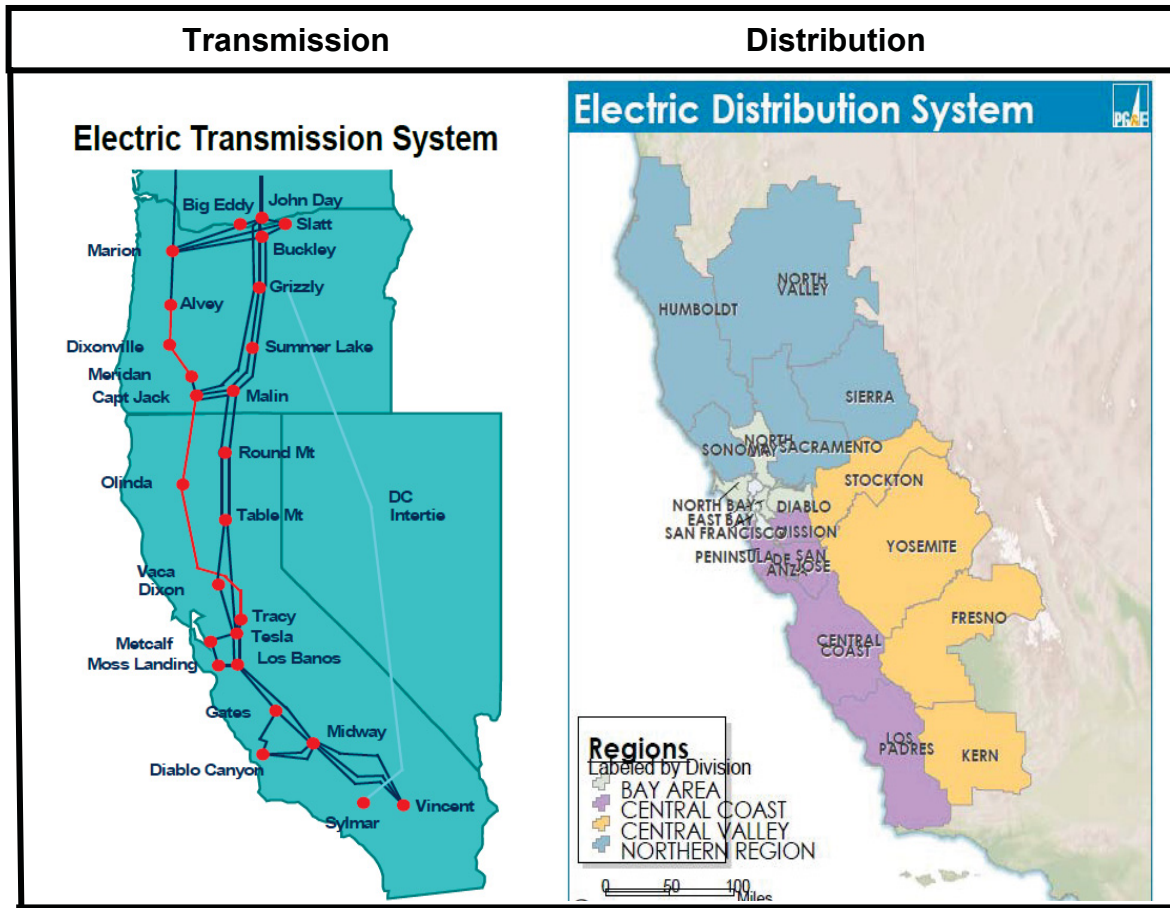 Transmission
Distribution
Electric Transmission System
Big Eddy
John Day
Slatt
Marion
Buckley
Grizzly
Alvey
Dixonville
Summer Lake
Meridan
Capt Jack
Malin
Round Mt
Olinda
DC
Intertie
Table Mt
Vaca
Dixon
Tracy
Tesla
Metcalf
Moss Landing
Los Banos
Gates
Midway
Diablo Canyon
Sylmar
Vincent
Electric Distribution System
PG&E
NORTH
VALLEY
HUMBOLDT
SIERRA
NORTH
SONOMA
SACRAMENTO
STOCKTON
NORTH BAY
DIABLO
EAST BAY
SAN FRANCISCO
MISSION
PENINSULA
DE
ANZA
SAN
JOSE
YOSEMITE
FRESNO
CENTRAL
COAST
LOS
PADRES
KERN
Regions
Labeled by Division
BAY AREA
CENTRAL COAST
CENTRAL VALLEY
NORTHERN REGION
0 50 100
Miles